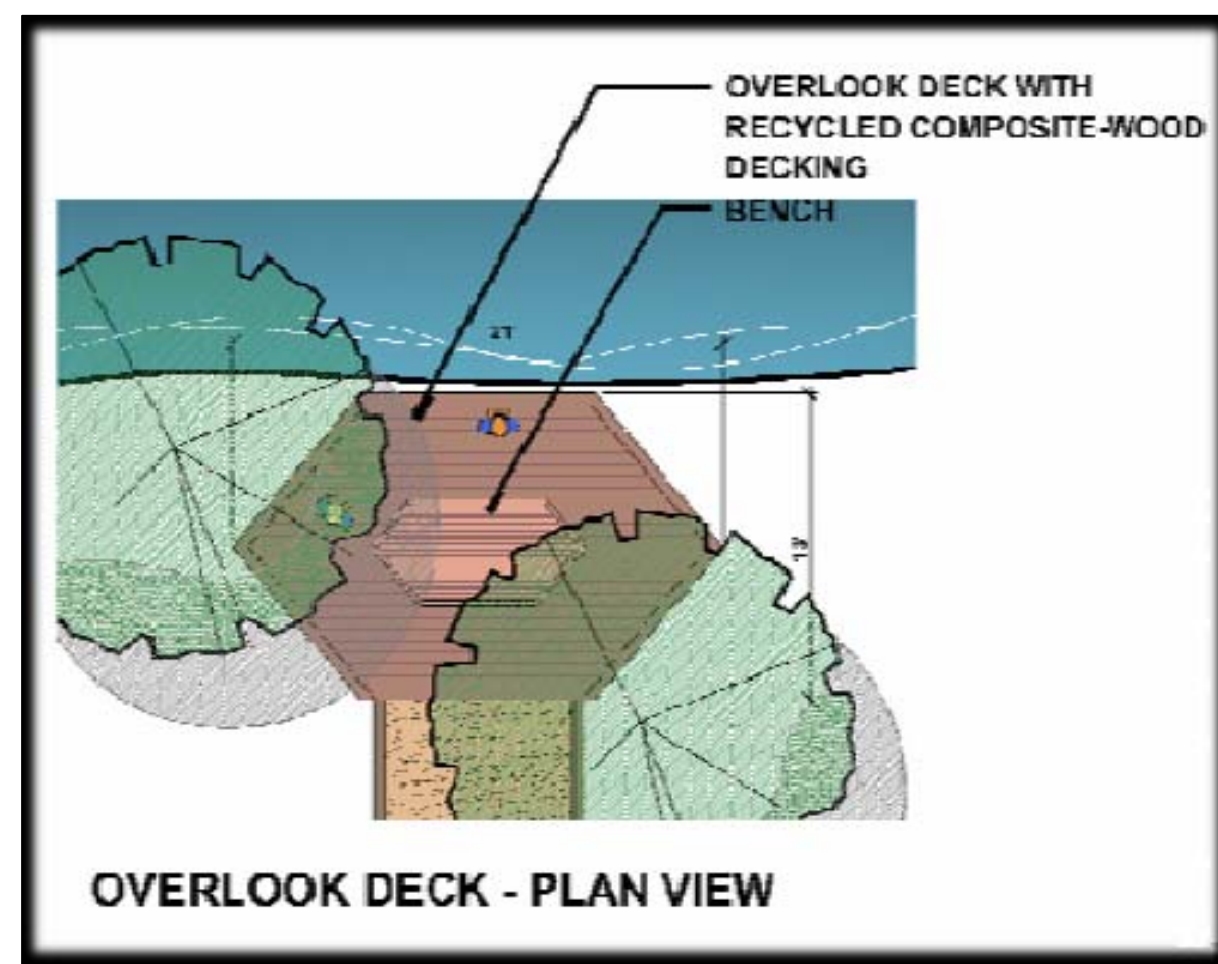 OVERLOOK DECK WITH
RECYCLED COMPOSITE-WOOD
DECKING
BENCH
OVERLOOK DECK - PLAN VIEW